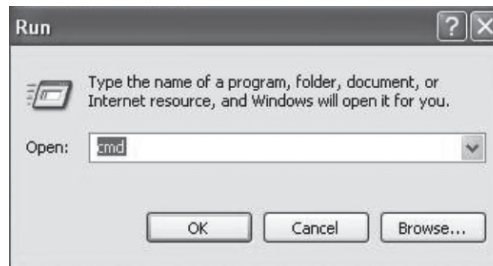 Run
Type the name of a program, folder, document, or
Internet resource, and Windows will open it for you.
Open: cmd
OK Cancel Browse...